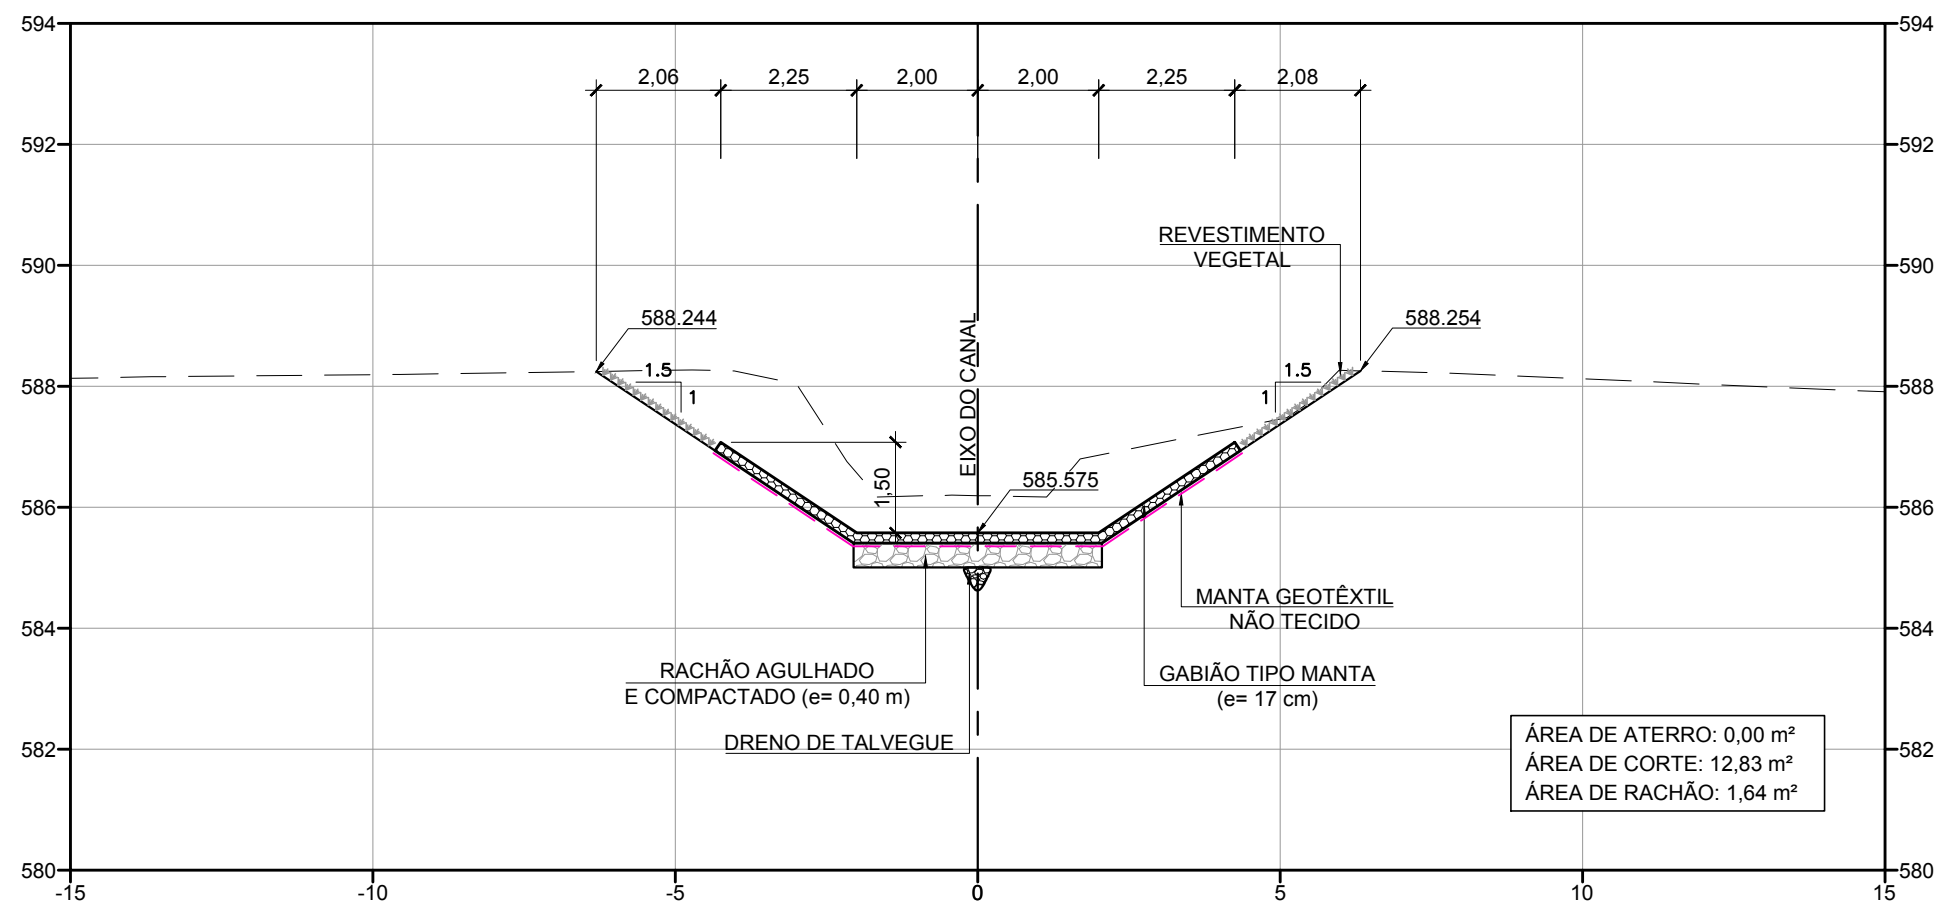 594
594
2,06
2,25
2,00
2,00
2,25
2,08
592
592
REVESTIMENTO
VEGETAL
590
590
588.244
EIXO DO CANAL
588.254
1.5
1
1.5
1
588
588
1,50
585.575
586
586
MANTA GEOTÊXTIL
NÃO TECIDO
584
584
RACHÃO AGULHADO
E COMPACTADO (e= 0,40 m)
GABIÃO TIPO MANTA
(e= 17 cm)
DRENO DE TALVEGUE
582
582
ÁREA DE ATERRO: 0,00 m²
ÁREA DE CORTE: 12,83 m²
ÁREA DE RACHÃO: 1,64 m²
580
580
-15
-10
-5
0
5
10
15